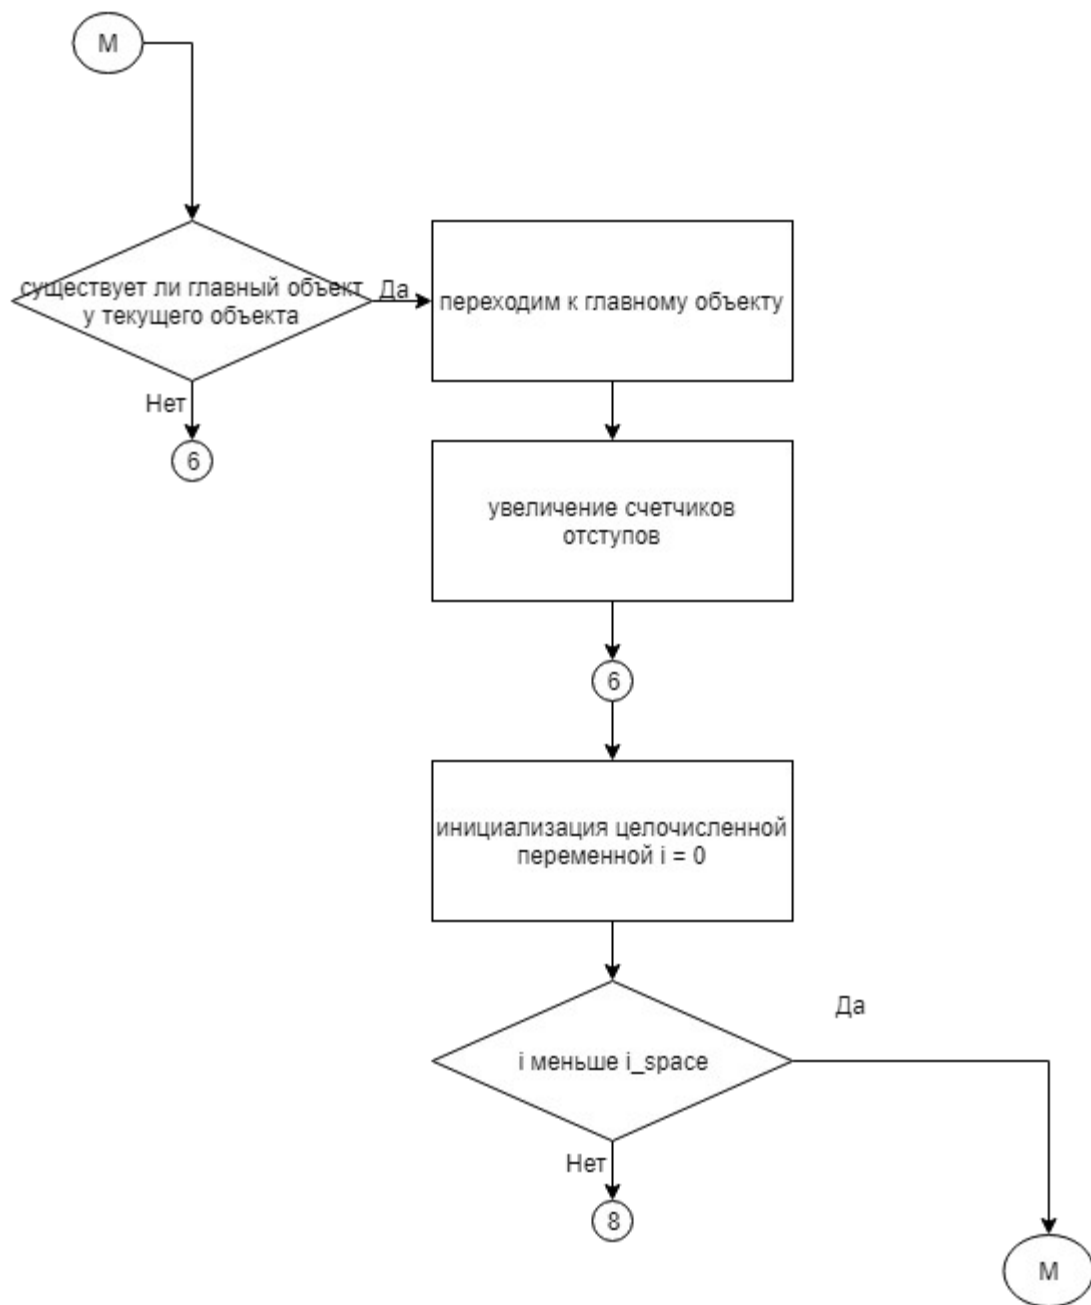 М
существует ли главный объект
у текущего объекта
Да
переходим к главному объекту
Нет
6
увеличение счетчиков
отступов
6
инициализация целочисленной
переменной i = 0
i меньше i_space
Да
Нет
8
М